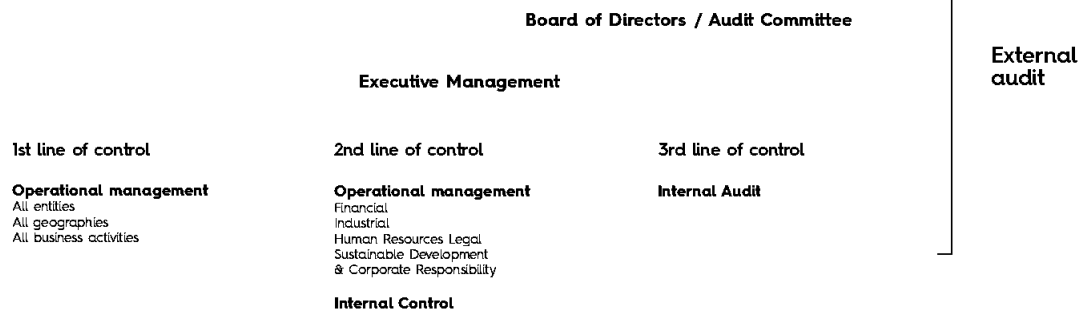 Board of Directors / Audit Committee
External
audit
Executive Management
1st line of control
2nd line of control
3rd line of control
Operational management
All entities
All geographies
All business activities
Operational management
Financial
Industrial
Human Resources Legal
Sustainable Development
& Corporate Responsibility
Internal Control
Internal Audit